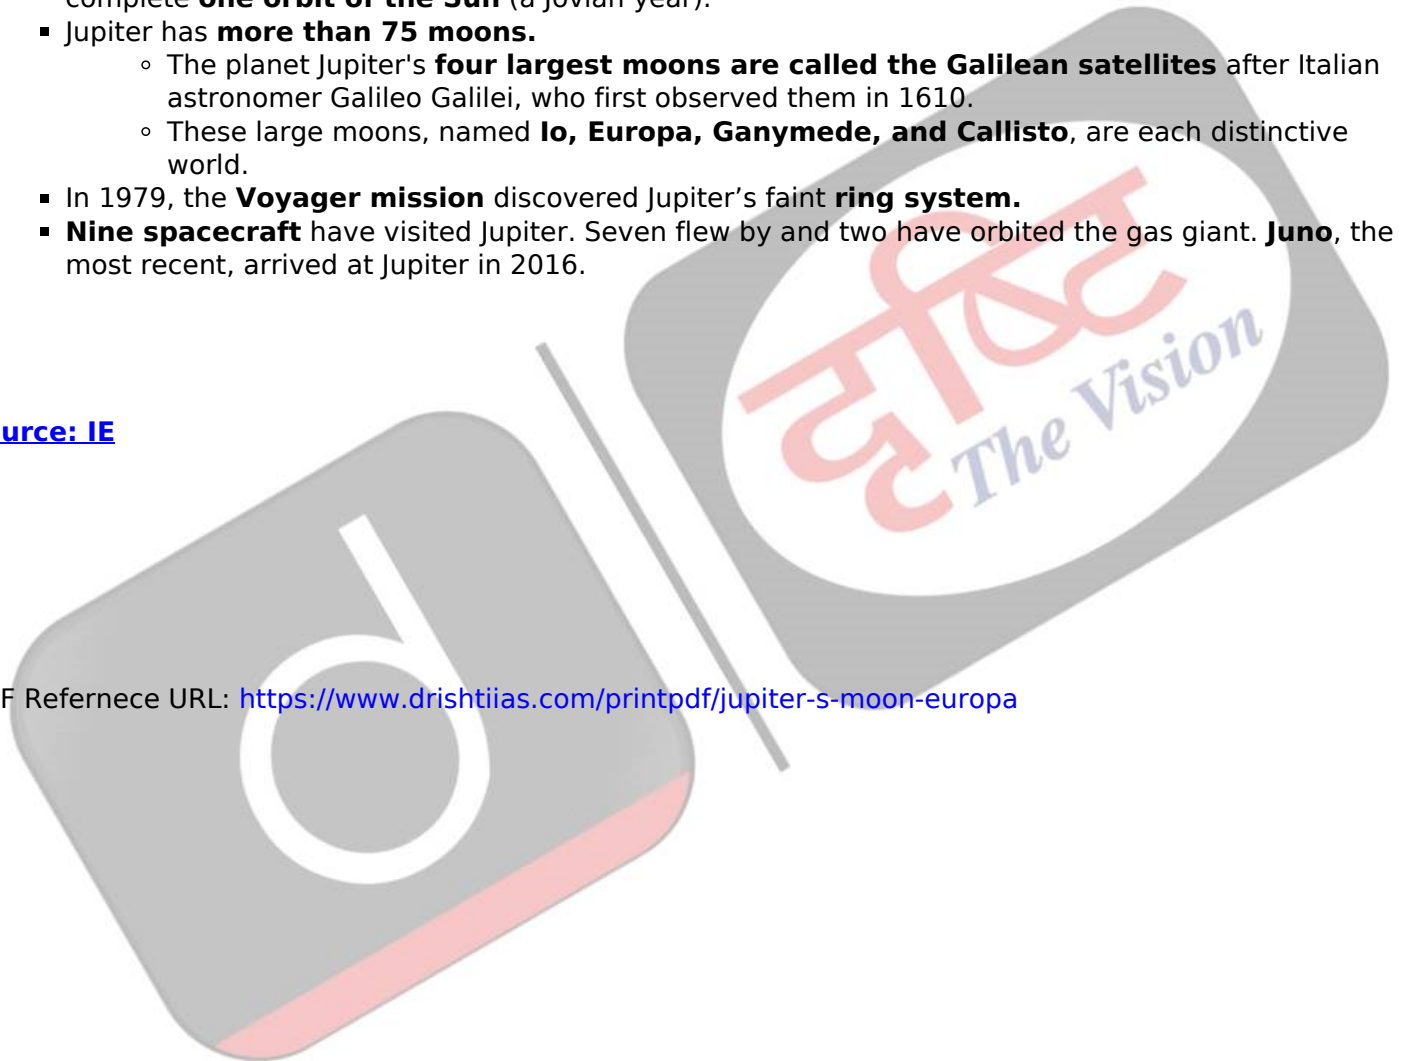 complete one orbit of the Sun (a Jovian year).
▪ Jupiter has more than 75 moons.
◦ The planet Jupiter's four largest moons are called the Galilean satellites after Italian
astronomer Galileo Galilei, who first observed them in 1610.
◦ These large moons, named Io, Europa, Ganymede, and Callisto, are each distinctive
world.
▪ In 1979, the Voyager mission discovered Jupiter’s faint ring system.
▪ Nine spacecraft have visited Jupiter. Seven flew by and two have orbited the gas giant. Juno, the
most recent, arrived at Jupiter in 2016.
दृष्टि
The Vision
urce: IE
d
F Refernece URL: https://www.drishtiias.com/printpdf/jupiter-s-moon-europa